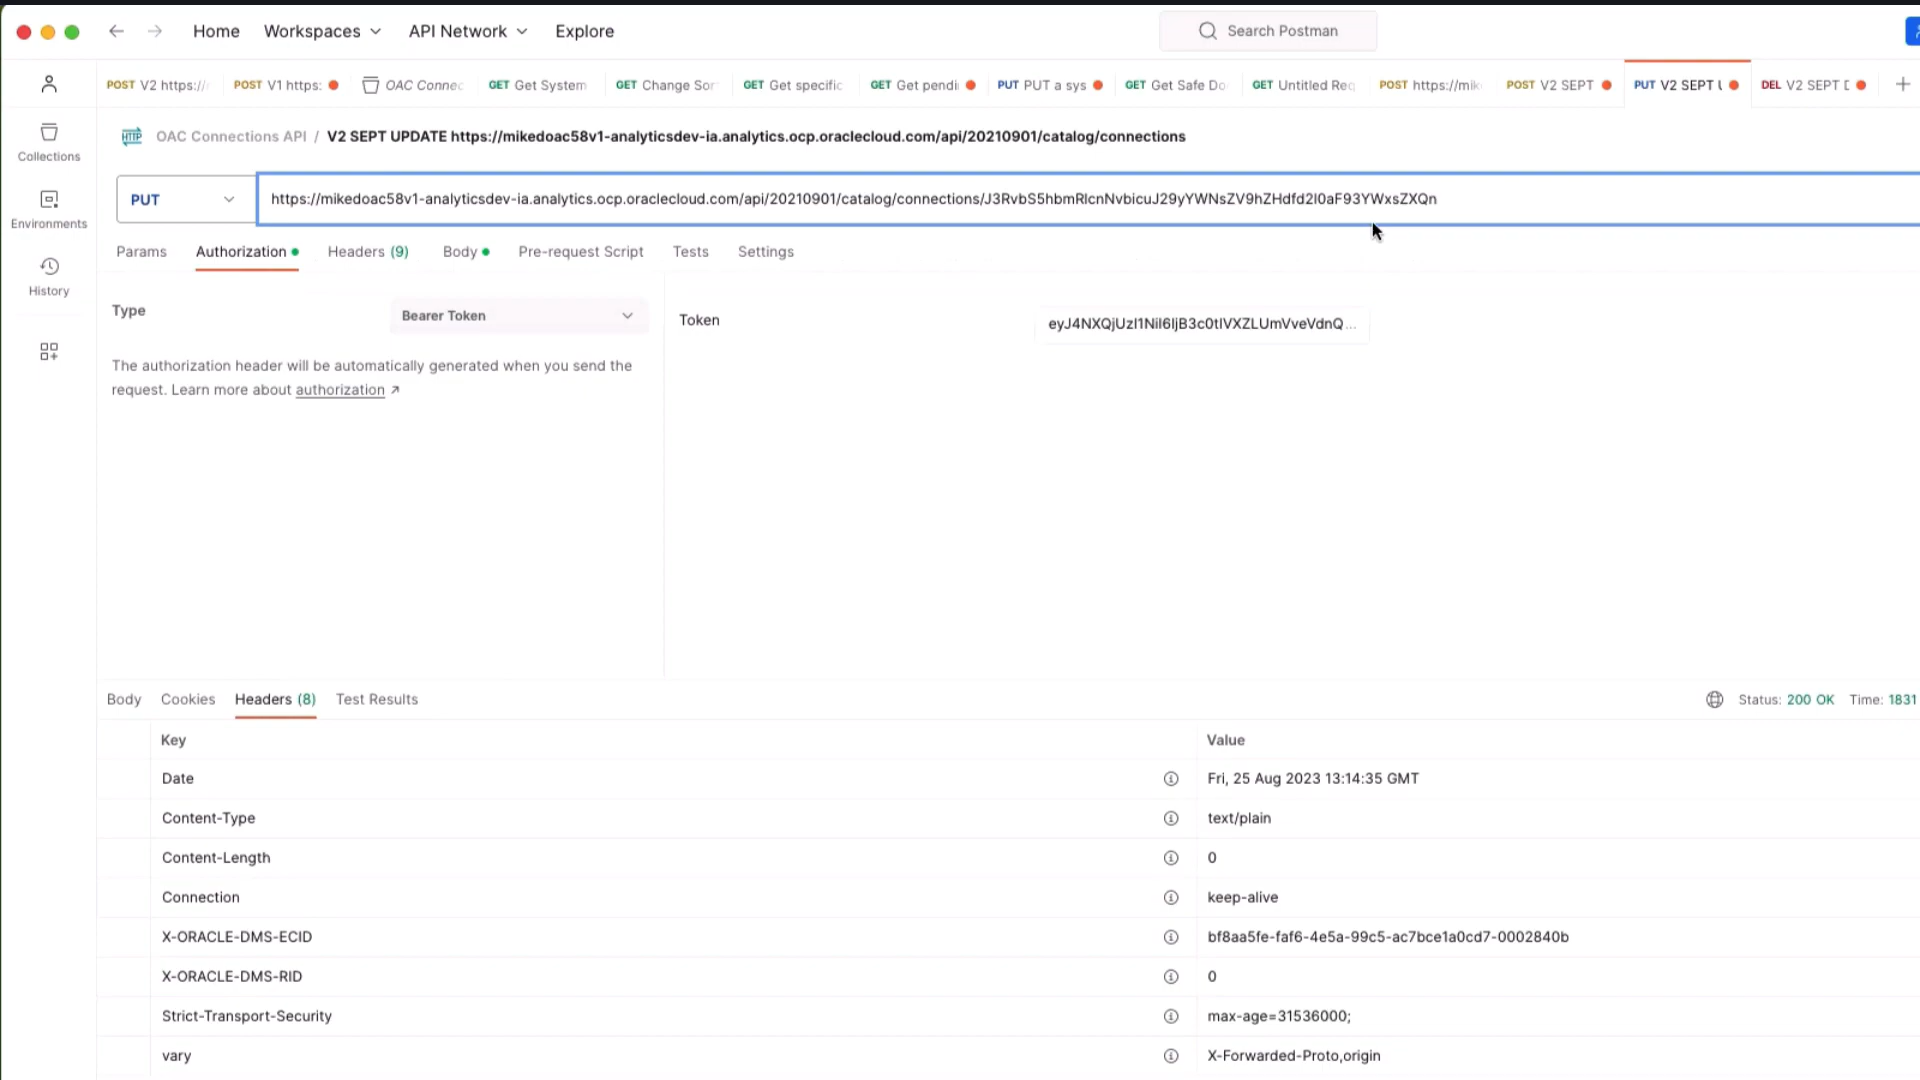 Home Workspaces API Network Explore Search Postman
POST V2 https:// POST V1 https: OAC Connec GET Get System GET Change Sor GET Get specific GET Get pendi PUT PUT a sys GET Get Safe Do GET Untitled Req POST https://mik POST V2 SEPT PUT V2 SEPT U DEL V2 SEPT D
HTTP OAC Connections API / V2 SEPT UPDATE https://mikedoac58v1-analyticsdev-ia.analytics.ocp.oraclecloud.com/api/20210901/catalog/connections
Collections
PUT https://mikedoac58v1-analyticsdev-ia.analytics.ocp.oraclecloud.com/api/20210901/catalog/connections/J3RvbS5hbmRlcnNvbicuJ29yYWNsZV9hZHdfd2l0aF93YWxsZXQn
Environments
Params Authorization Headers (9) Body Pre-request Script Tests Settings
History
Type Bearer Token
Token eyJ4NXQjUzI1NiI6IjB3c0tIVXZLUmVveVdnQ...
The authorization header will be automatically generated when you send the
request. Learn more about authorization ↗
Body Cookies Headers (8) Test Results Status: 200 OK Time: 1831
Key Value
Date Fri, 25 Aug 2023 13:14:35 GMT
Content-Type text/plain
Content-Length 0
Connection keep-alive
X-ORACLE-DMS-ECID bf8aa5fe-faf6-4e5a-99c5-ac7bce1a0cd7-0002840b
X-ORACLE-DMS-RID 0
Strict-Transport-Security max-age=31536000;
vary X-Forwarded-Proto,origin